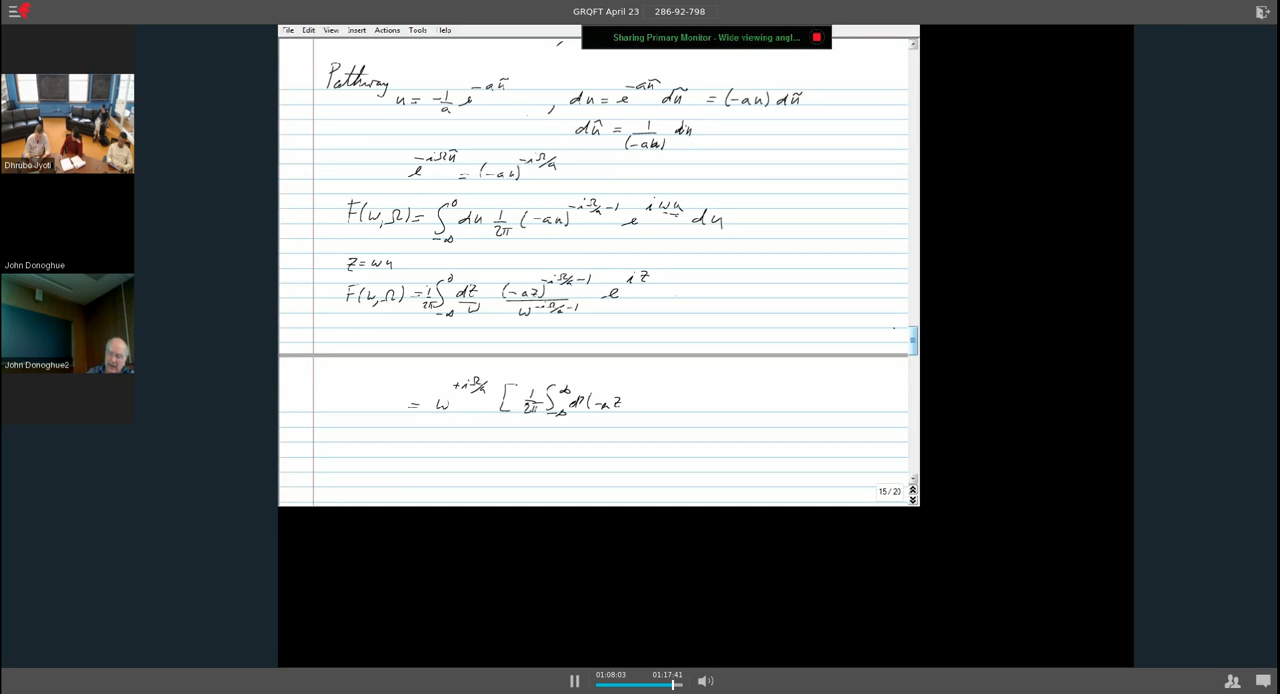 GRQFT April 23 286-92-798
File Edit View Insert Actions Tools Help
Sharing Primary Monitor - Wide viewing angl...
Pathway
u = -1/a e^{-aũ} , du = e^{-aũ} dũ = (-au) dũ
dũ = 1/(-au) du
e^{-iΩũ} = (-au)^{-iΩ/a}
F(ω,Ω) = ∫_{-∞}^{0} du 1/2π (-au)^{-iΩ/a-1} e^{iωu} du
z = ωu
F(ω,Ω) = 1/2π ∫_{-∞}^{0} dz/ω (-az)^{-iΩ/a-1}/ω^{-iΩ/a-1} e^{iz}
= ω^{+iΩ/a} [ 1/2π ∫_{-∞}^{∞} dz(-az
15 / 20
Dhrubo Jyoti
John Donoghue
John Donoghue2
01:08:03 01:17:41